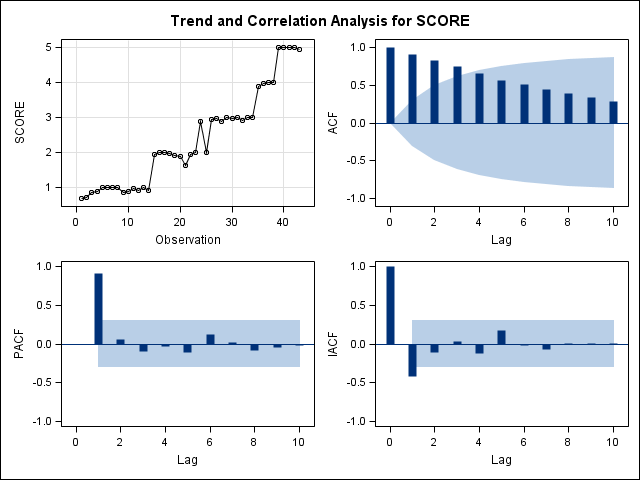 Trend and Correlation Analysis for SCORE
5
4
3
2
1
SCORE
0 10 20 30 40
Observation
1.0
0.5
0.0
-0.5
-1.0
ACF
0 2 4 6 8 10
Lag
1.0
0.5
0.0
-0.5
-1.0
PACF
0 2 4 6 8 10
Lag
1.0
0.5
0.0
-0.5
-1.0
IACF
0 2 4 6 8 10
Lag